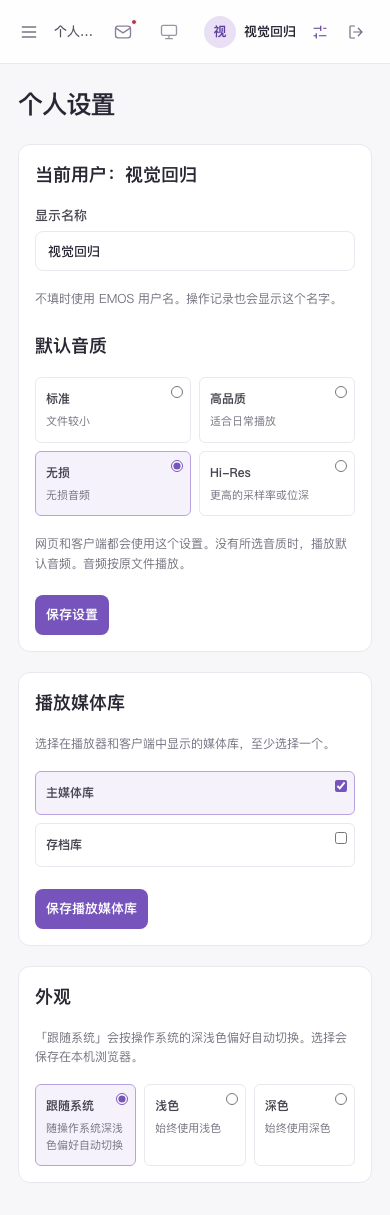 个人...
视
视觉回归
个人设置
当前用户：视觉回归
显示名称
视觉回归
不填时使用 EMOS 用户名。操作记录也会显示这个名字。
默认音质
标准
文件较小
高品质
适合日常播放
无损
无损音频
Hi-Res
更高的采样率或位深
网页和客户端都会使用这个设置。没有所选音质时，播放默
认音频。音频按原文件播放。
保存设置
播放媒体库
选择在播放器和客户端中显示的媒体库，至少选择一个。
主媒体库
存档库
保存播放媒体库
外观
「跟随系统」会按操作系统的深浅色偏好自动切换。选择会
保存在本机浏览器。
跟随系统
随操作系统深浅
色偏好自动切换
浅色
始终使用浅色
深色
始终使用深色